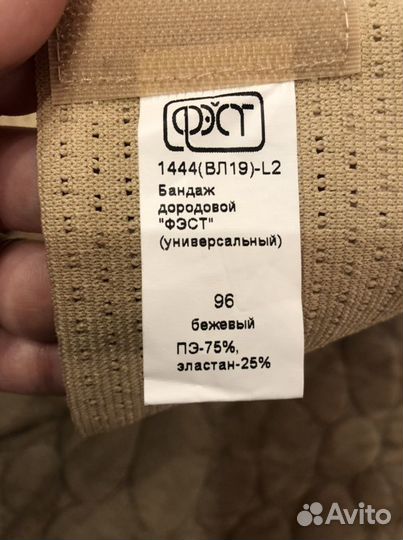 ФЭСТ
1444(ВЛ19)-L2
Бандаж
дородовой
"ФЭСТ"
(универсальный)
96
бежевый
ПЭ-75%,
эластан-25%
Avito